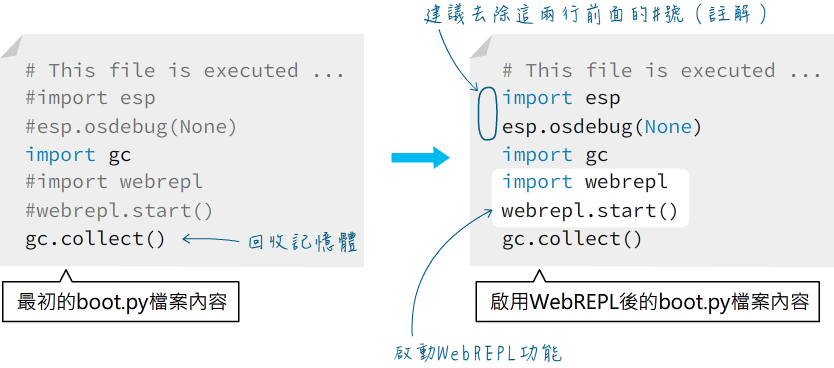 建議去除這兩行前面的#號（註解）
# This file is executed ...
#import esp
#esp.osdebug(None)
import gc
#import webrepl
#webrepl.start()
gc.collect()
回收記憶體
最初的boot.py檔案內容
# This file is executed ...
import esp
esp.osdebug(None)
import gc
import webrepl
webrepl.start()
gc.collect()
啟用WebREPL後的boot.py檔案內容
啟動WebREPL功能